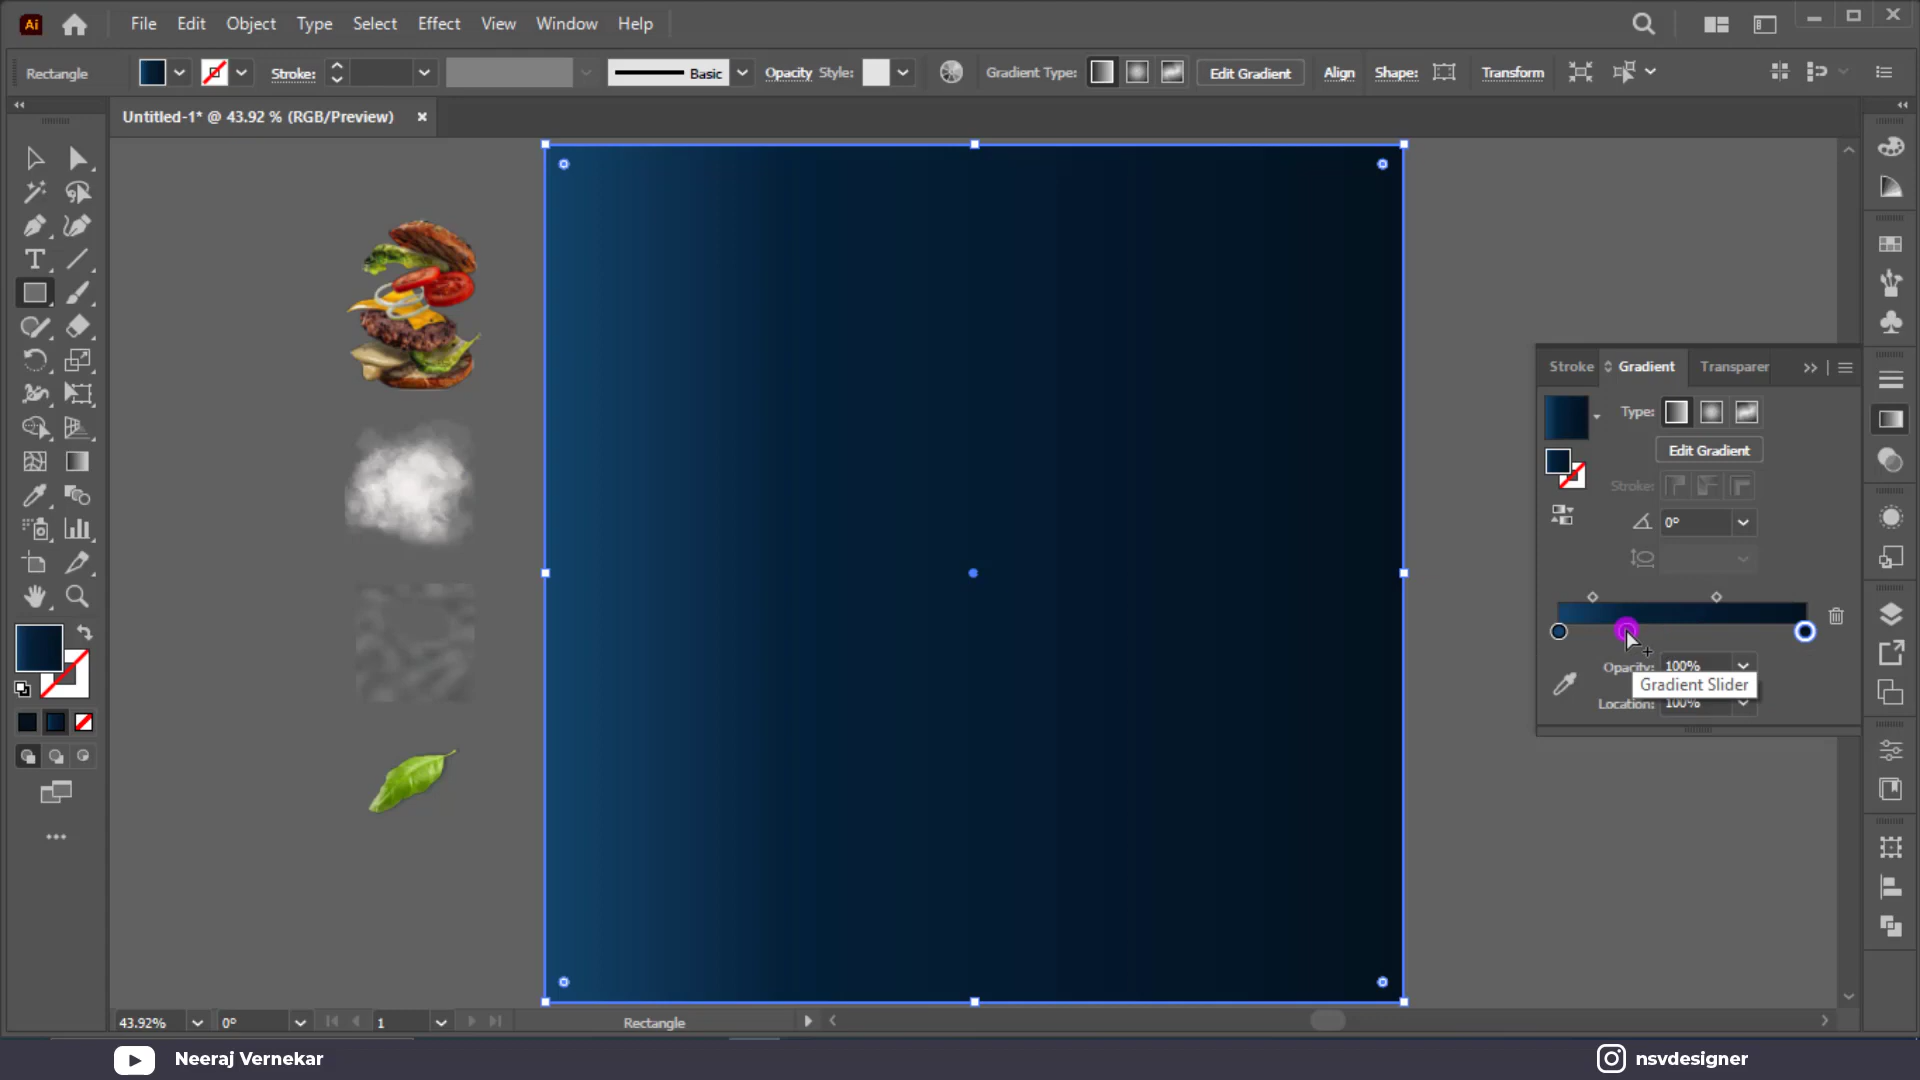 Ai File Edit Object Type Select Effect View Window Help
Rectangle Stroke: Basic Opacity Style: Gradient Type: Edit Gradient Align Shape: Transform
Untitled-1* @ 43.92 % (RGB/Preview) ×
Stroke Gradient Transparer
Type:
Edit Gradient
Stroke:
0°
Opacity: 100%
Gradient Slider
Location: 100%
43.92% 0° 1 Rectangle
Neeraj Vernekar nsvdesigner